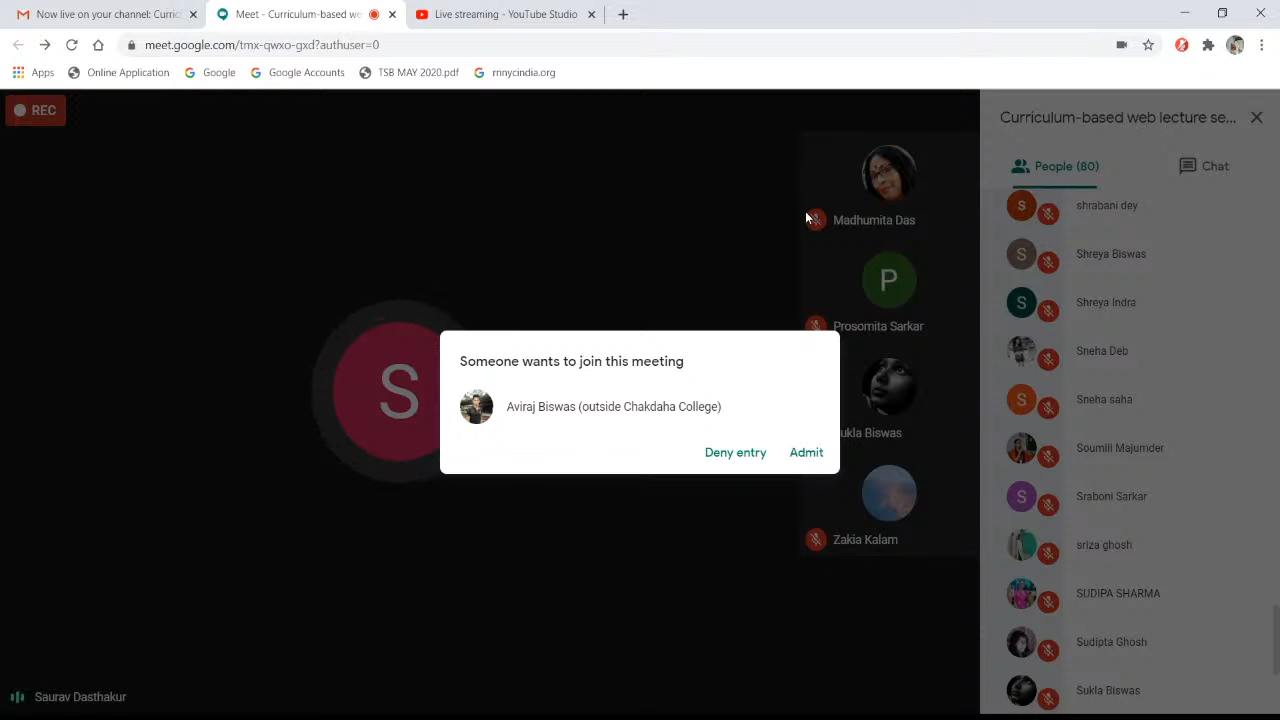 Now live on your channel: Curric
Meet - Curriculum-based we
Live streaming - YouTube Studio
meet.google.com/tmx-qwxo-gxd?authuser=0
Apps
Online Application
Google
Google Accounts
TSB MAY 2020.pdf
rnnycindia.org
REC
Curriculum-based web lecture se...
People (80)
Chat
Madhumita Das
P
Prosomita Sarkar
Sukla Biswas
Zakia Kalam
S
Someone wants to join this meeting
Aviraj Biswas (outside Chakdaha College)
Deny entry
Admit
S
shrabani dey
S
Shreya Biswas
S
Shreya Indra
Sneha Deb
S
Sneha saha
Soumili Majumder
S
Sraboni Sarkar
sriza ghosh
SUDIPA SHARMA
Sudipta Ghosh
Sukla Biswas
Saurav Dasthakur